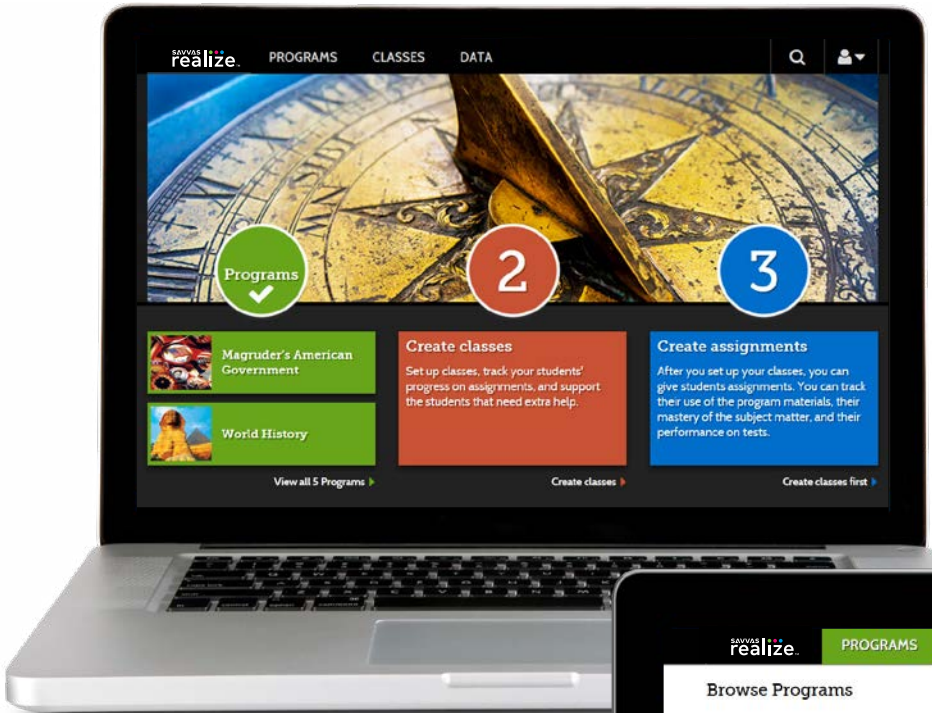 SAVVAS
realize.
PROGRAMS
CLASSES
DATA
Programs
2
3
Magruder's American
Government
World History
View all 5 Programs
Create classes
Set up classes, track your students'
progress on assignments, and support
the students that need extra help.
Create classes
Create assignments
After you set up your classes, you can
give students assignments. You can track
their use of the program materials, their
mastery of the subject matter, and their
performance on tests.
Create classes first
SAVVAS
realize.
PROGRAMS
Browse Programs